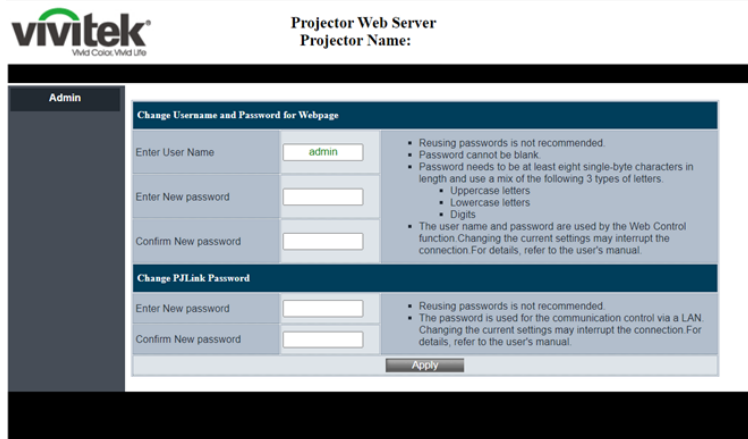 vivitek
Vivid Color, Vivid Life
Projector Web Server
Projector Name:
Admin
Change Username and Password for Webpage
Enter User Name
admin
Enter New password
Confirm New password
Reusing passwords is not recommended.
Password cannot be blank.
Password needs to be at least eight single-byte characters in
length and use a mix of the following 3 types of letters.
Uppercase letters
Lowercase letters
Digits
The user name and password are used by the Web Control
function.Changing the current settings may interrupt the
connection.For details, refer to the user's manual.
Change PJLink Password
Enter New password
Confirm New password
Reusing passwords is not recommended.
The password is used for the communication control via a LAN.
Changing the current settings may interrupt the connection.For
details, refer to the user's manual.
Apply